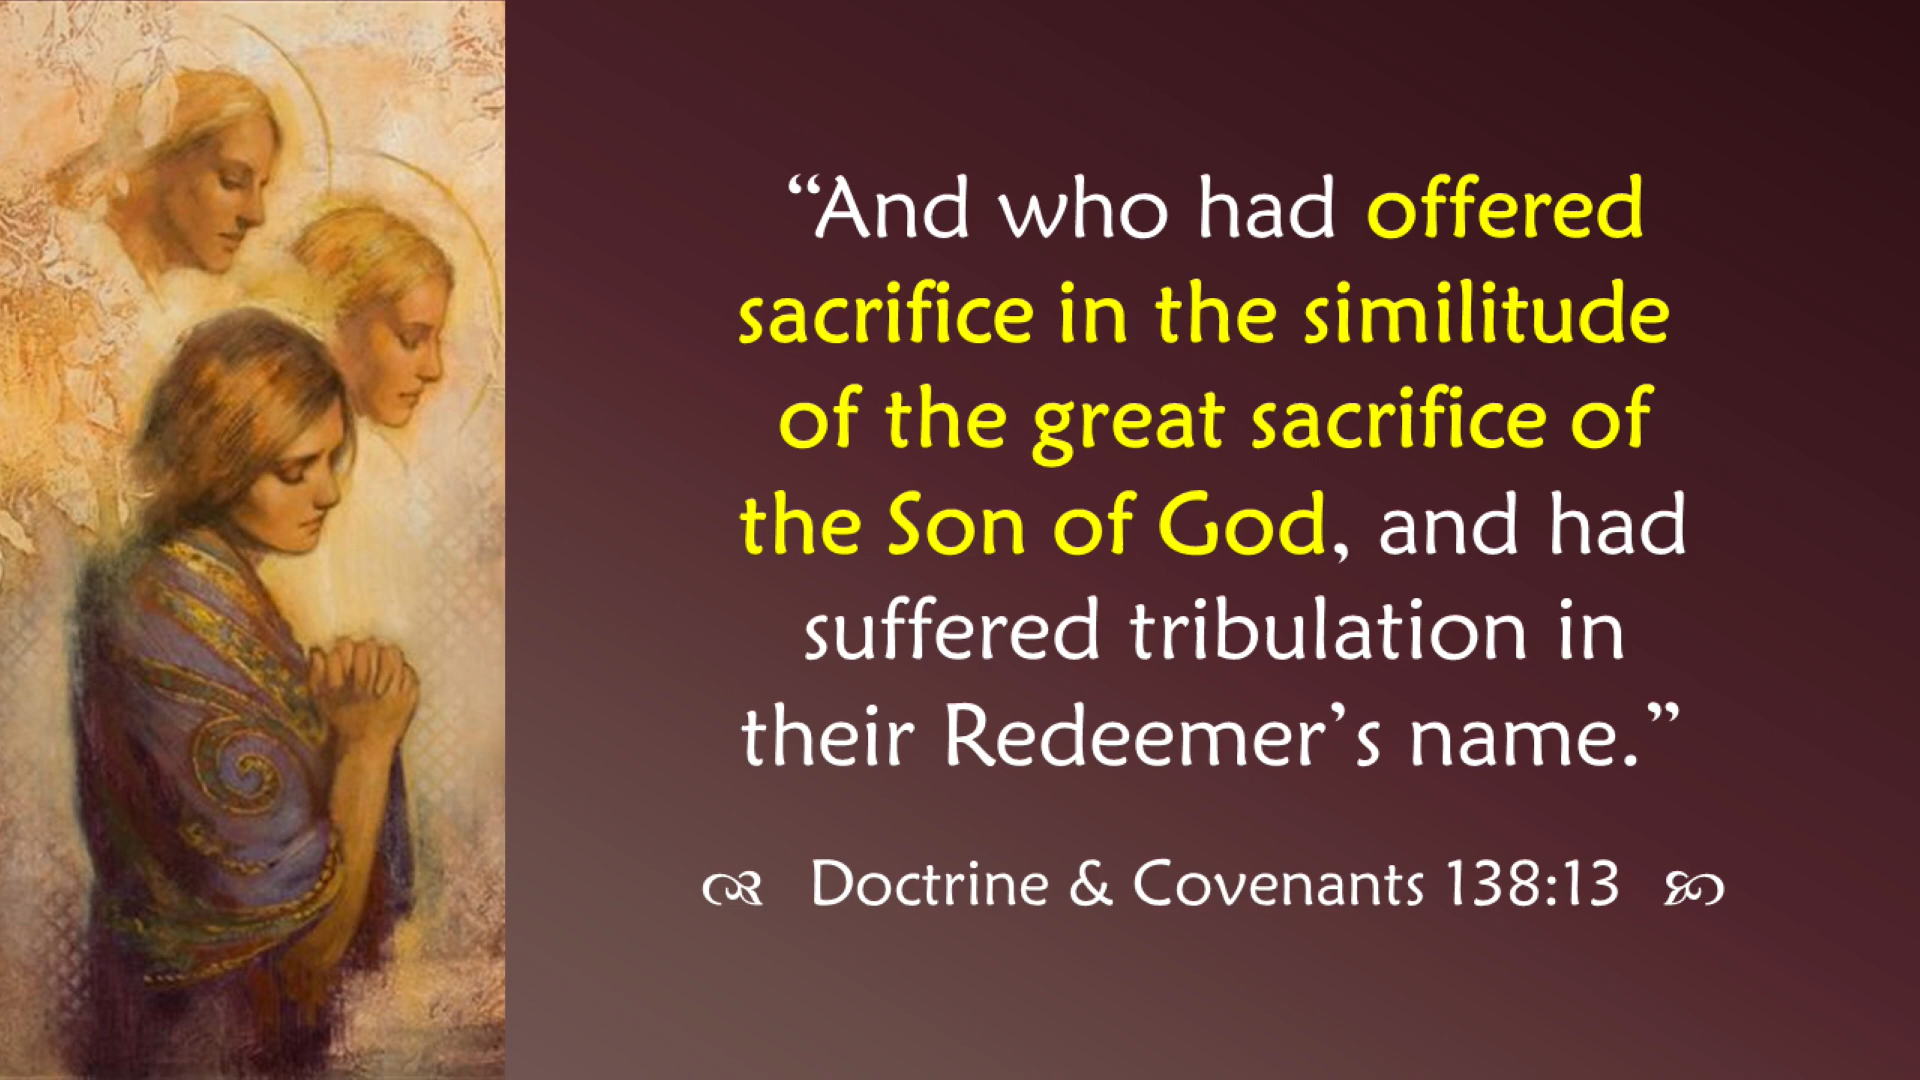 “And who had offered
sacrifice in the similitude
of the great sacrifice of
the Son of God, and had
suffered tribulation in
their Redeemer’s name.”
Doctrine & Covenants 138:13